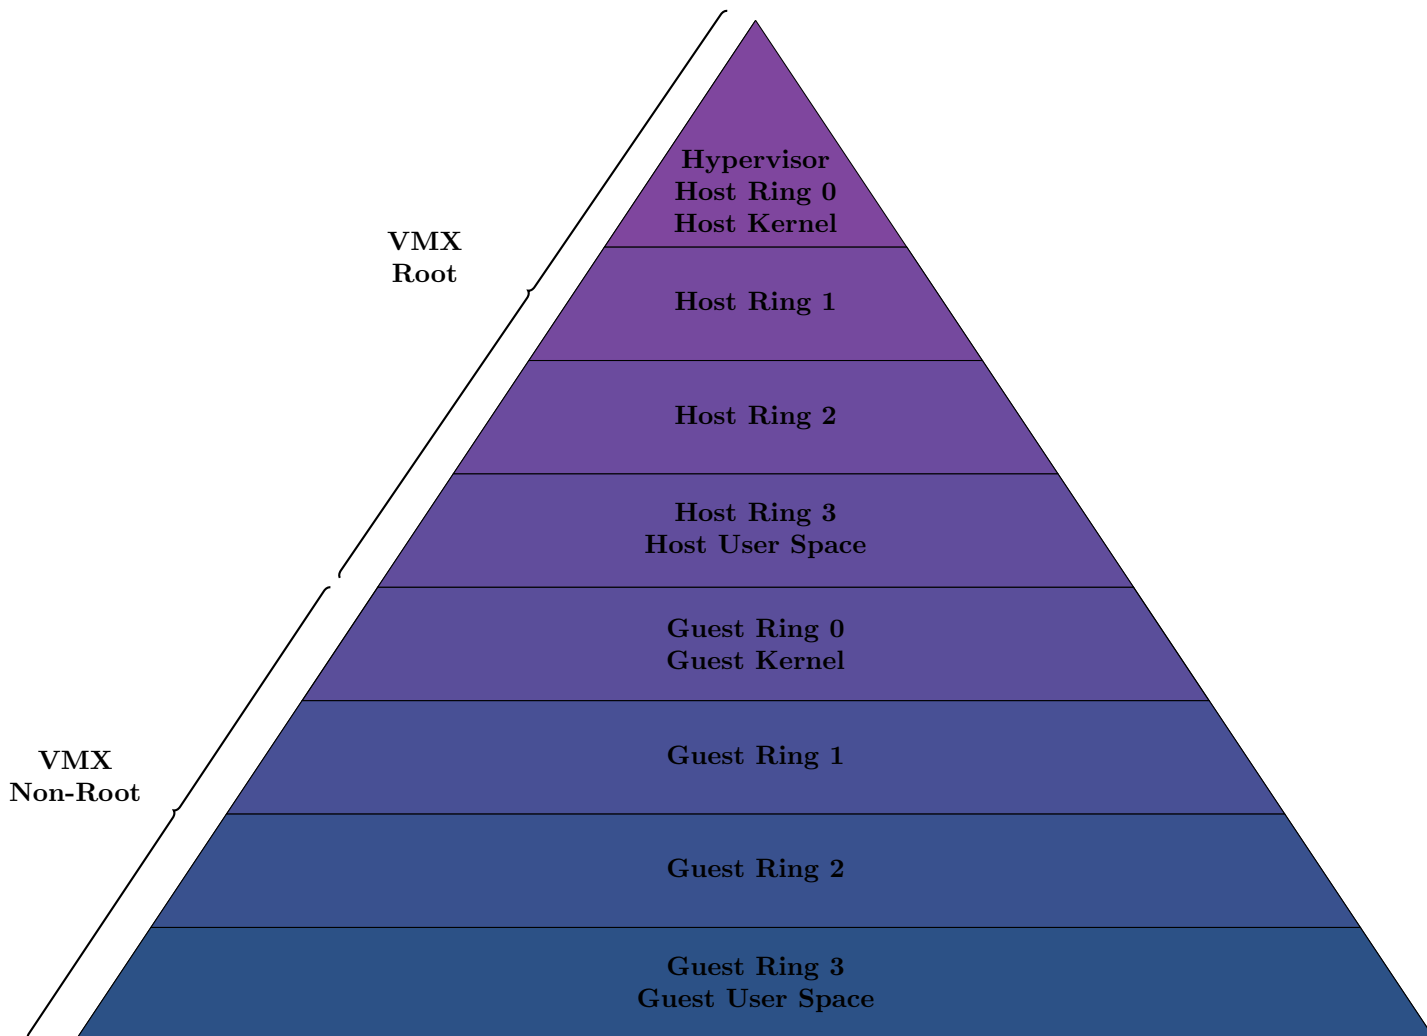 Hypervisor
Host Ring 0
Host Kernel
VMX
Root
Host Ring 1
Host Ring 2
Host Ring 3
Host User Space
Guest Ring 0
Guest Kernel
VMX
Non-Root
Guest Ring 1
Guest Ring 2
Guest Ring 3
Guest User Space